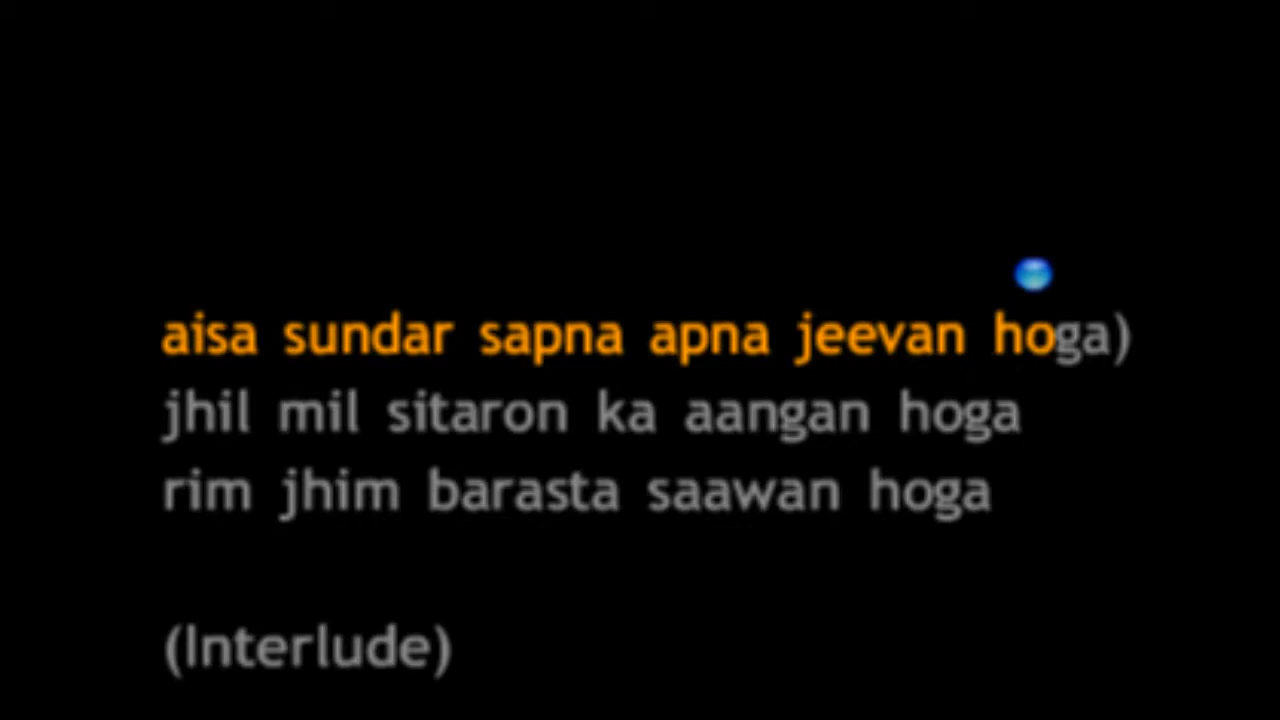 aisa sundar sapna apna jeevan hoga)
jhil mil sitaron ka aangan hoga
rim jhim barasta saawan hoga
(Interlude)